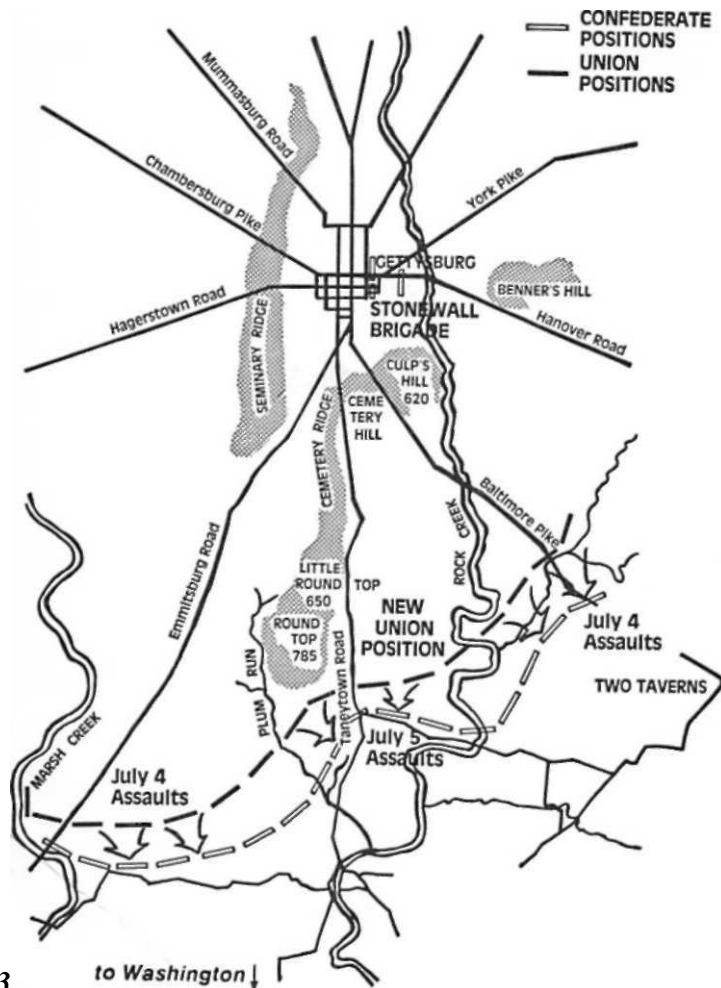 CONFEDERATE
POSITIONS
UNION
POSITIONS
Mummasburg Road
Chambersburg Pike
York Pike
GETTYSBURG
BENNER'S HILL
STONEWALL
BRIGADE
Hagerstown Road
Hanover Road
SEMINARY RIDGE
CULP'S
HILL
620
CEME
TERY
HILL
CEMETERY RIDGE
Baltimore Pike
ROCK CREEK
Emmitsburg Road
LITTLE
ROUND TOP
650
ROUND
TOP
785
NEW
UNION
POSITION
July 4
Assaults
TWO TAVERNS
PLUM RUN
Taneytown Road
July 5
Assaults
MARSH CREEK
July 4
Assaults
3
to Washington